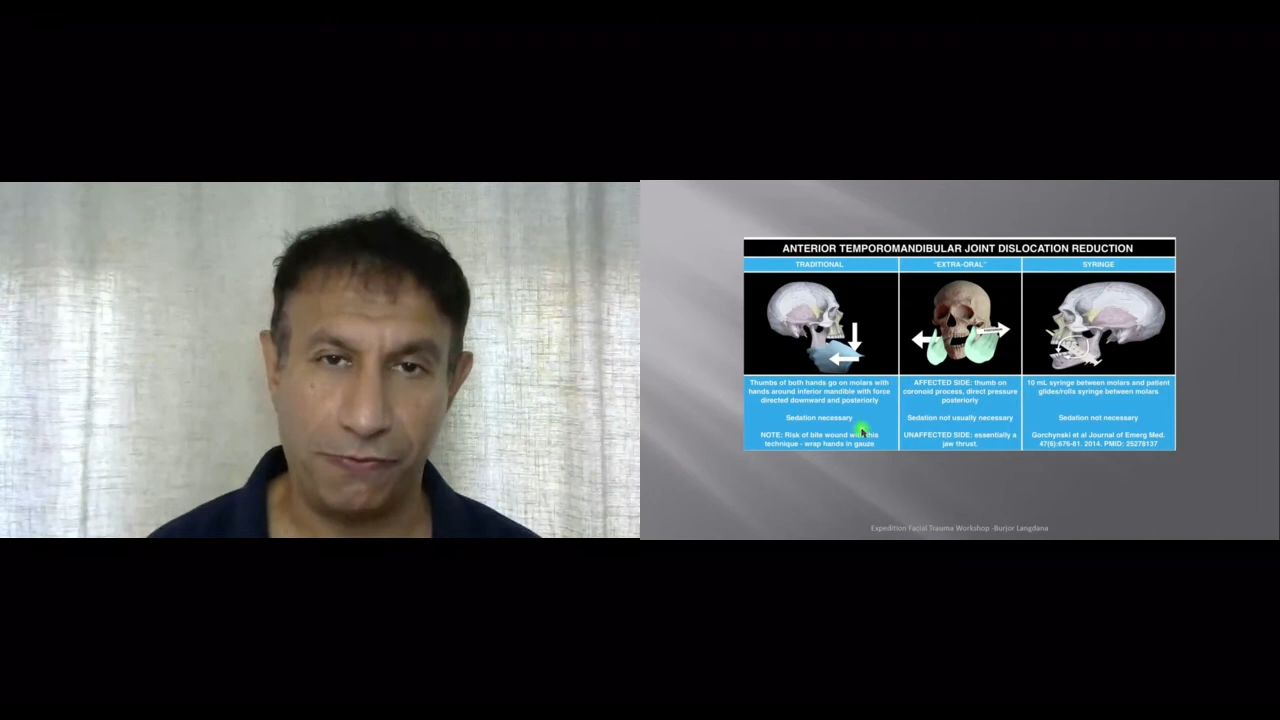 ANTERIOR TEMPOROMANDIBULAR JOINT DISLOCATION REDUCTION
TRADITIONAL
Thumbs of both hands go on molars with
hands around inferior mandible with force
directed downward and posteriorly
Sedation necessary
NOTE: Risk of bite wound with this
technique - wrap hands in gauze
"EXTRA-ORAL"
AFFECTED SIDE: thumb on
coronoid process, direct pressure
posteriorly
Sedation not usually necessary
UNAFFECTED SIDE: essentially a
jaw thrust.
SYRINGE
10 mL syringe between molars and patient
glides/rolls syringe between molars
Sedation not necessary
Gorchynski et al Journal of Emerg Med.
47(6):676-81. 2014. PMID: 25278137
Expedition Facial Trauma Workshop -Burjor Langdana